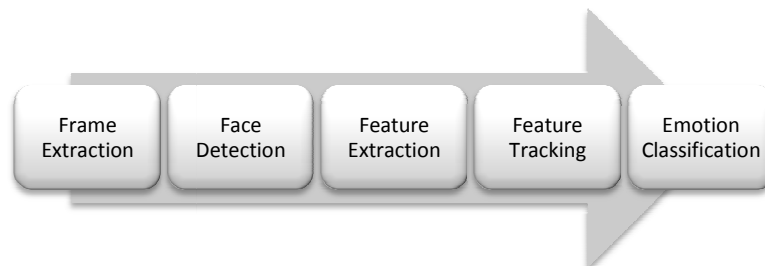 Frame
Extraction
Face
Detection
Feature
Extraction
Feature
Tracking
Emotion
Classification